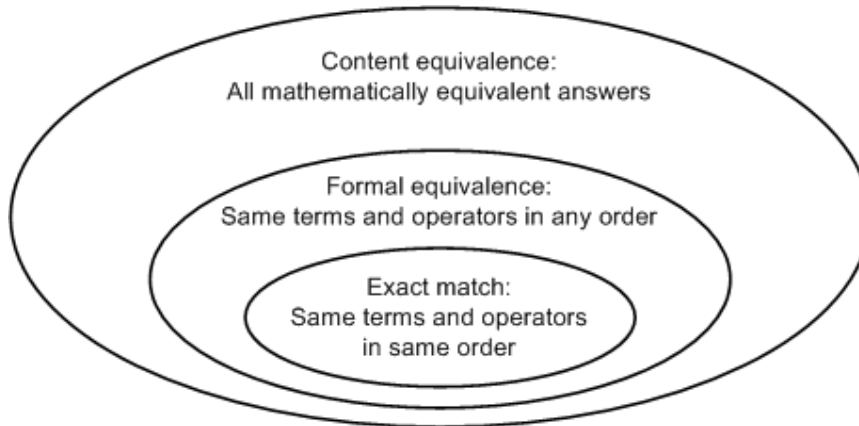 Content equivalence:
All mathematically equivalent answers
Formal equivalence:
Same terms and operators in any order
Exact match:
Same terms and operators
in same order